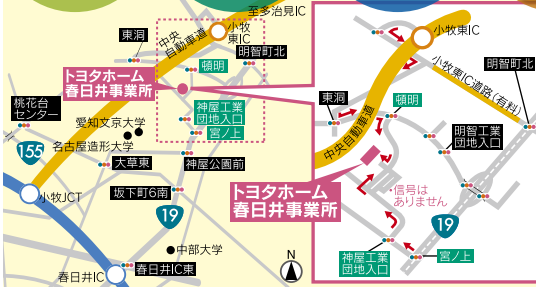 至多治見IC
小牧
東IC
中央
自動車道
東洞
明智町北
頓明
トヨタホーム
春日井事業所
桃花台
センター
神屋工業
団地入口
愛知文京大学
宮ノ上
155
名古屋造形大学
大草東
神屋公園前
小牧JCT
坂下町6南
19
中部大学
春日井IC
春日井IC東
N
小牧東IC
明智町北
小牧東IC道路(有料)
東洞
頓明
中央自動車道
明智工業
団地入口
トヨタホーム
春日井事業所
・信号は
ありません
19
神屋工業
団地入口
宮ノ上